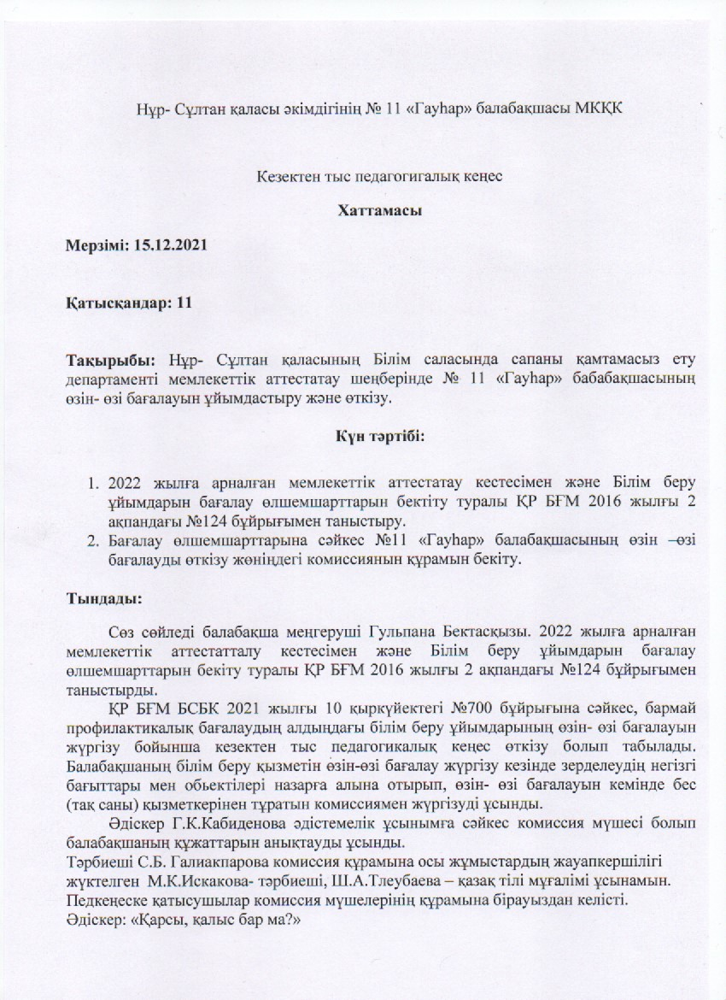 Нұр- Сұлтан қаласы әкімдігінің № 11 «Гауһар» балабақшасы МКҚК
Кезектен тыс педагогигалық кеңес
Хаттамасы
Мерзімі: 15.12.2021
Қатысқандар: 11
Тақырыбы: Нұр- Сұлтан қаласының Білім саласында сапаны қамтамасыз ету
департаменті мемлекеттік аттестатау шеңберінде № 11 «Гауһар» бабабақшасының
өзін- өзі бағалауын ұйымдастыру және өткізу.
Күн тәртібі:
1. 2022 жылға арналған мемлекеттік аттестатау кестесімен және Білім беру
ұйымдарын бағалау өлшемшарттарын бектіту туралы ҚР БҒМ 2016 жылғы 2
ақпандағы №124 бұйрығымен таныстыру.
2. Бағалау өлшемшарттарына сәйкес №11 «Гауһар» балабақшасының өзін –өзі
бағалауды өткізу жөніндегі комиссиянын құрамын бекіту.
Тындады:
Сөз сөйледі балабақша меңгеруші Гульпана Бектасқызы. 2022 жылға арналған
мемлекеттік аттестатталу кестесімен және Білім беру ұйымдарын бағалау
өлшемшарттарын бекіту туралы ҚР БҒМ 2016 жылғы 2 ақпандағы №124 бұйрығымен
таныстырды.
ҚР БҒМ БСБК 2021 жылғы 10 қыркүйектегі №700 бұйрығына сәйкес, бармай
профилактикалық бағалаудың алдыңдағы білім беру ұйымдарының өзін- өзі бағалауын
жүргізу бойынша кезектен тыс педагогикалық кеңес өткізу болып табылады.
Балабақшаның білім беру қызметін өзін-өзі бағалау жүргізу кезінде зерделеудің негізгі
бағыттары мен обьектілері назарға алына отырып, өзін- өзі бағалауын кемінде бес
(тақ саны) қызметкерінен тұратын комиссиямен жүргізуді ұсынды.
Әдіскер Г.К.Кабиденова әдістемелік ұсынымға сәйкес комиссия мүшесі болып
балабақшаның құжаттарын анықтауды ұсынды.
Тәрбиеші С.Б. Галиакпарова комиссия құрамына осы жұмыстардың жауапкершілігі
жүктелген М.К.Искакова- тәрбиеші, Ш.А.Тлеубаева – қазақ тілі мұғалімі ұсынамын.
Педкеңеске қатысушылар комиссия мүшелерінің құрамына бірауыздан келісті.
Әдіскер: «Қарсы, қалыс бар ма?»